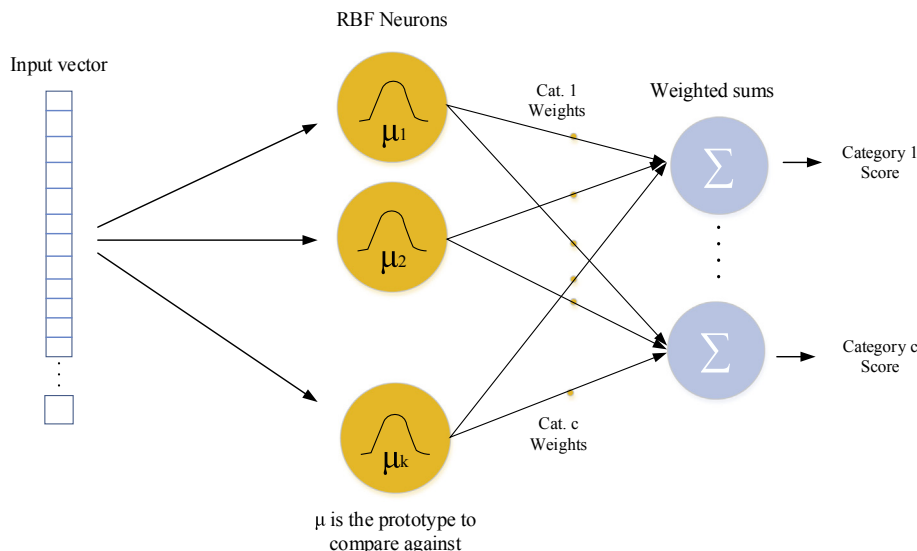 RBF Neurons
Input vector
μ1
μ2
μk
μ is the prototype to
compare against
Cat. 1
Weights
Cat. c
Weights
Weighted sums
Σ
Σ
Category 1
Score
Category c
Score